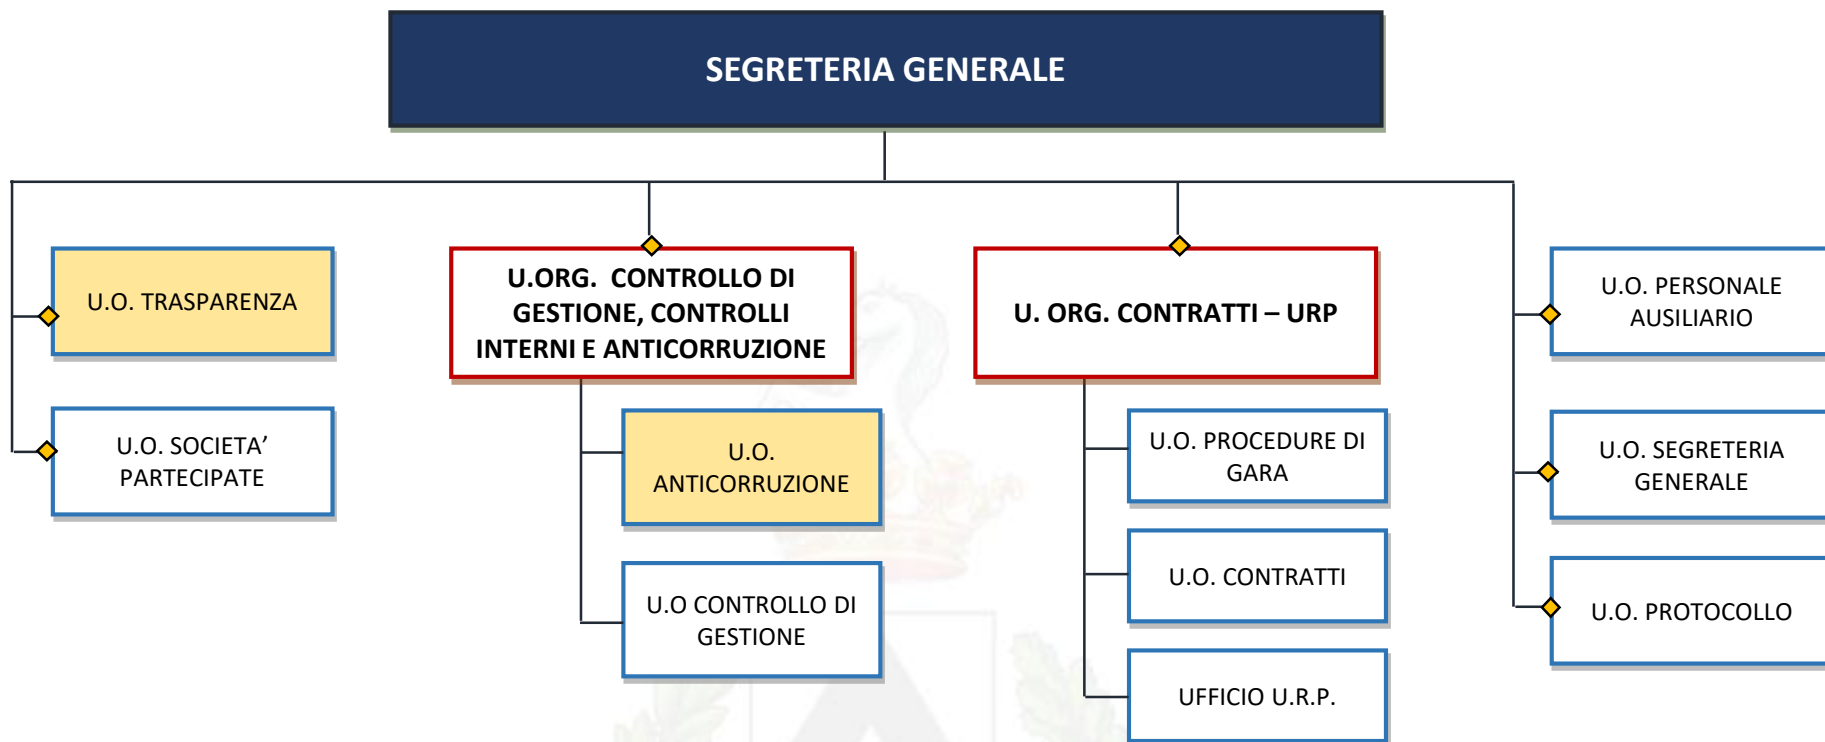 SEGRETERIA GENERALE
U.O. TRASPARENZA
U.O. SOCIETA’
PARTECIPATE
U.ORG.  CONTROLLO DI
GESTIONE, CONTROLLI
INTERNI E ANTICORRUZIONE
U.O.
ANTICORRUZIONE
U.O CONTROLLO DI
GESTIONE
U. ORG. CONTRATTI – URP
U.O. PROCEDURE DI
GARA
U.O. CONTRATTI
UFFICIO U.R.P.
U.O. PERSONALE
AUSILIARIO
U.O. SEGRETERIA
GENERALE
U.O. PROTOCOLLO